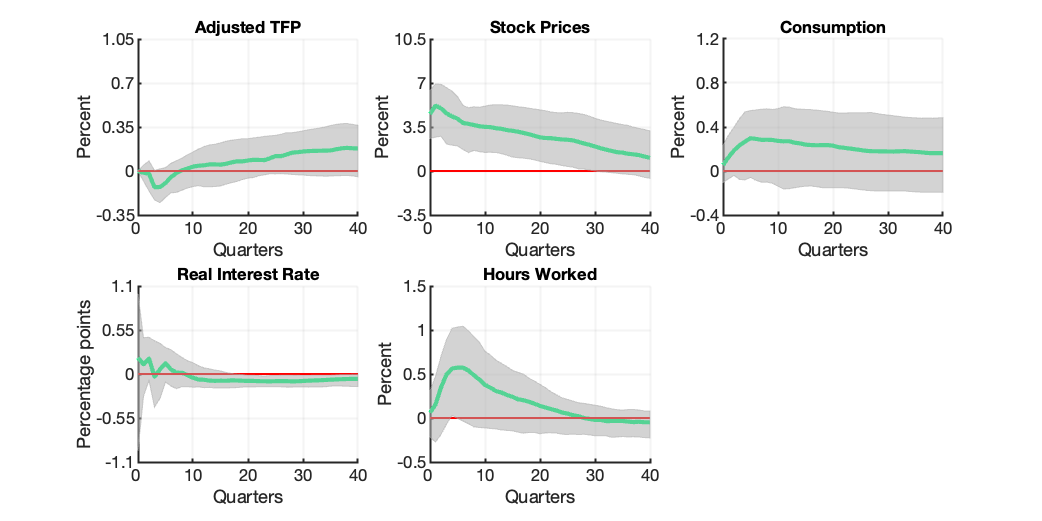 Adjusted TFP
1.05
0.7
0.35
0
-0.35
Percent
0 10 20 30 40
Quarters
Stock Prices
10.5
7
3.5
0
-3.5
Percent
0 10 20 30 40
Quarters
Consumption
1.2
0.8
0.4
0
-0.4
Percent
0 10 20 30 40
Quarters
Real Interest Rate
1.1
0.55
0
-0.55
-1.1
Percentage points
0 10 20 30 40
Quarters
Hours Worked
1.5
1
0.5
0
-0.5
Percent
0 10 20 30 40
Quarters